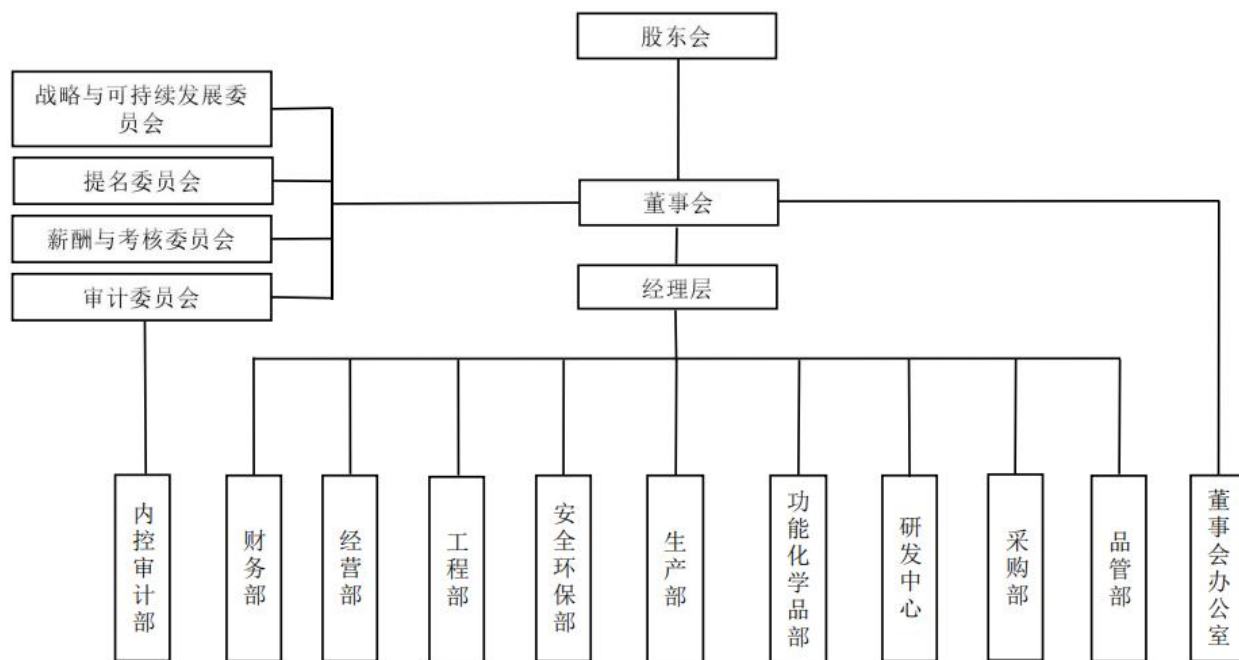 股东会
战略与可持续发展委
员会
提名委员会
董事会
薪酬与考核委员会
经理层
审计委员会
内控审计部
财务部
经营部
工程部
安全环保部
生产部
功能化学品部
研发中心
采购部
品管部
董事会办公室